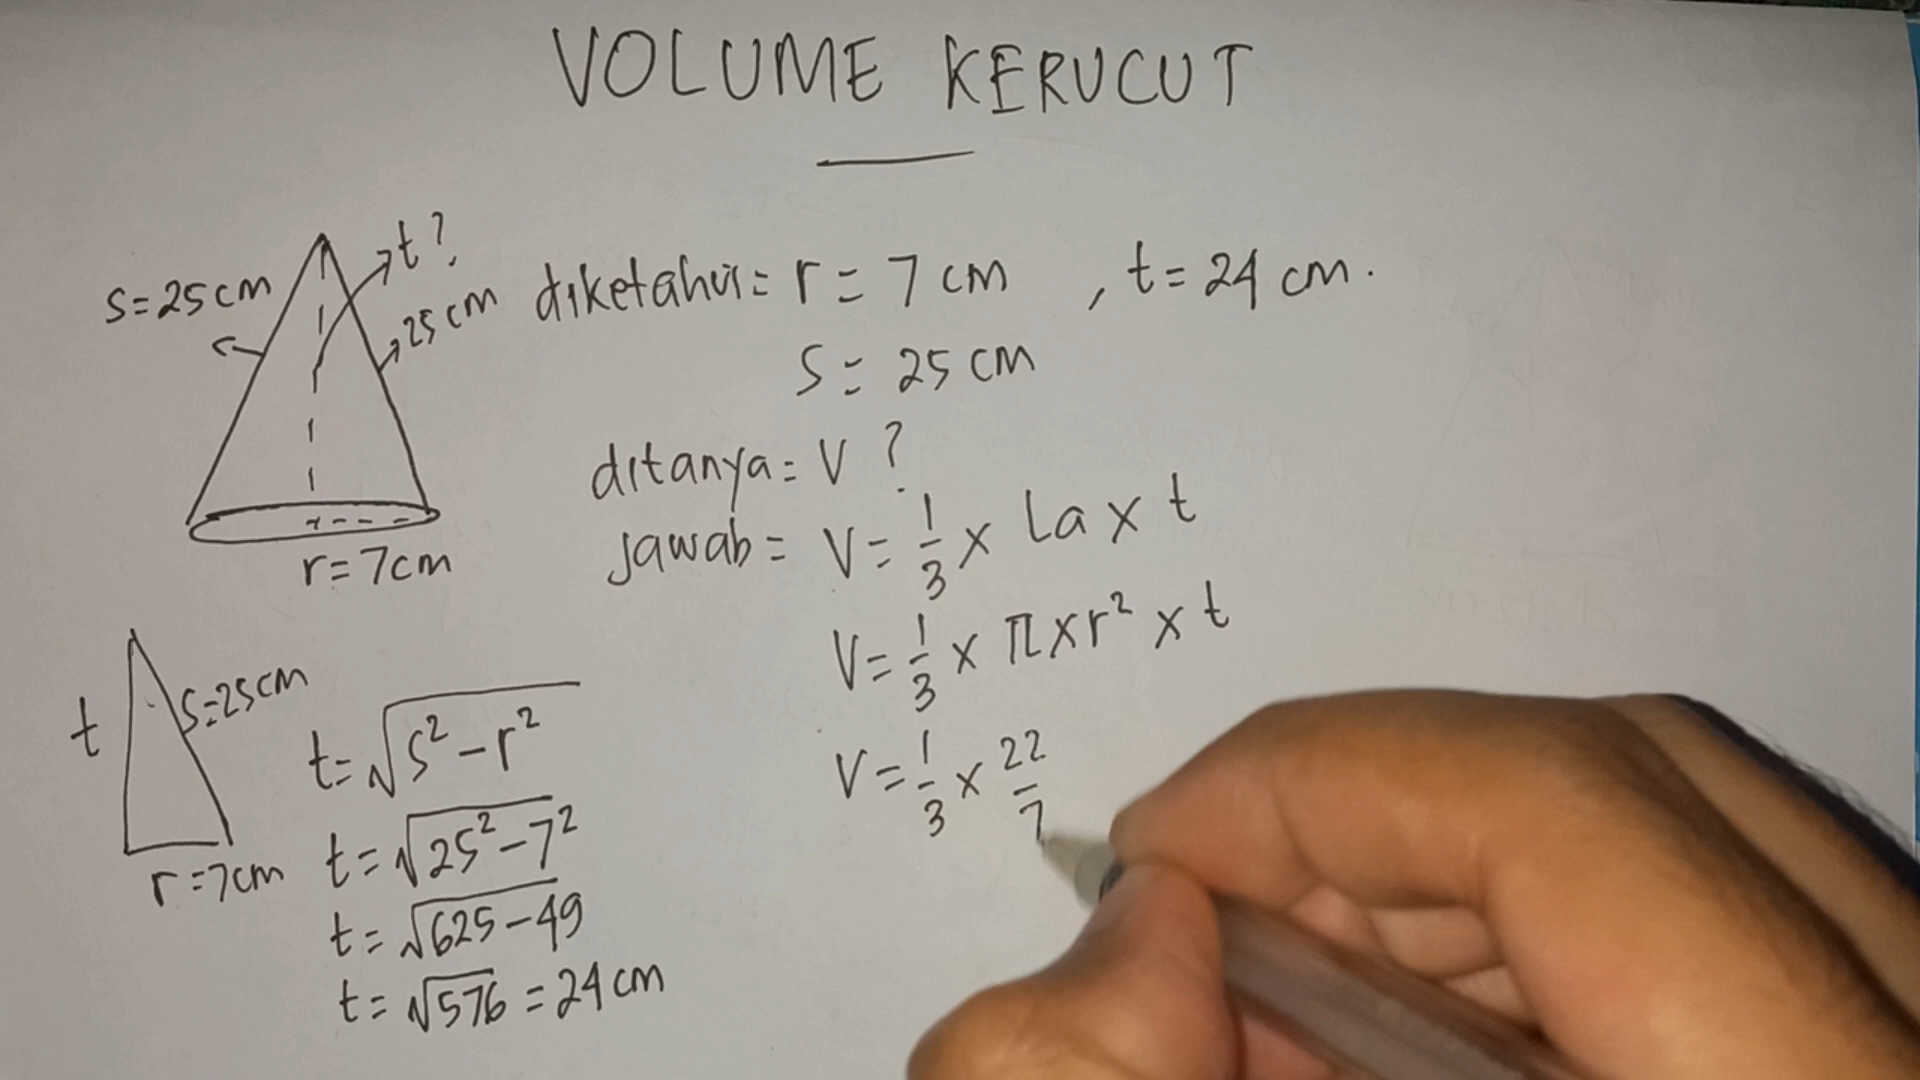 VOLUME KERUCUT
t?
s=25cm
25cm
r=7cm
diketahui= r= 7 cm , t= 24 cm.
S= 25 cm
ditanya= V ?
Jawab= V= 1/3 x La x t
V= 1/3 x π x r² x t
V= 1/3 x 22/7
t
S=25cm
r=7cm
t= √s² - r²
t= √25² - 7²
t= √625 - 49
t= √576 = 24 cm